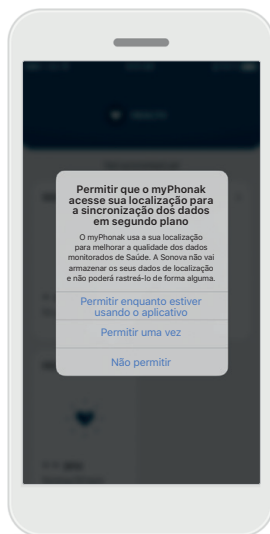 Permitir que o myPhonak
acesse sua localização para
a sincronização dos dados
em segundo plano
O myPhonak usa a sua localização
para melhorar a qualidade dos dados
monitorados de Saúde. A Sonova não vai
armazenar os seus dados de localização
e não poderá rastreá-lo de forma alguma.
Permitir enquanto estiver
usando o aplicativo
Permitir uma vez
Não permitir